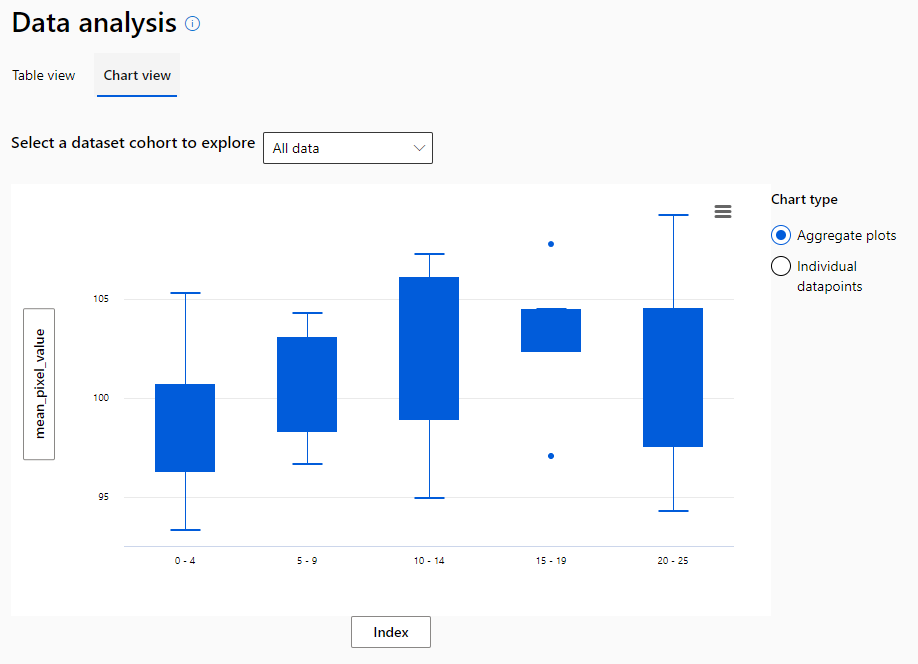 Data analysis
Table view
Chart view
Select a dataset cohort to explore
All data
Chart type
Aggregate plots
Individual
datapoints
mean_pixel_value
105
100
95
0 - 4
5 - 9
10 - 14
15 - 19
20 - 25
Index